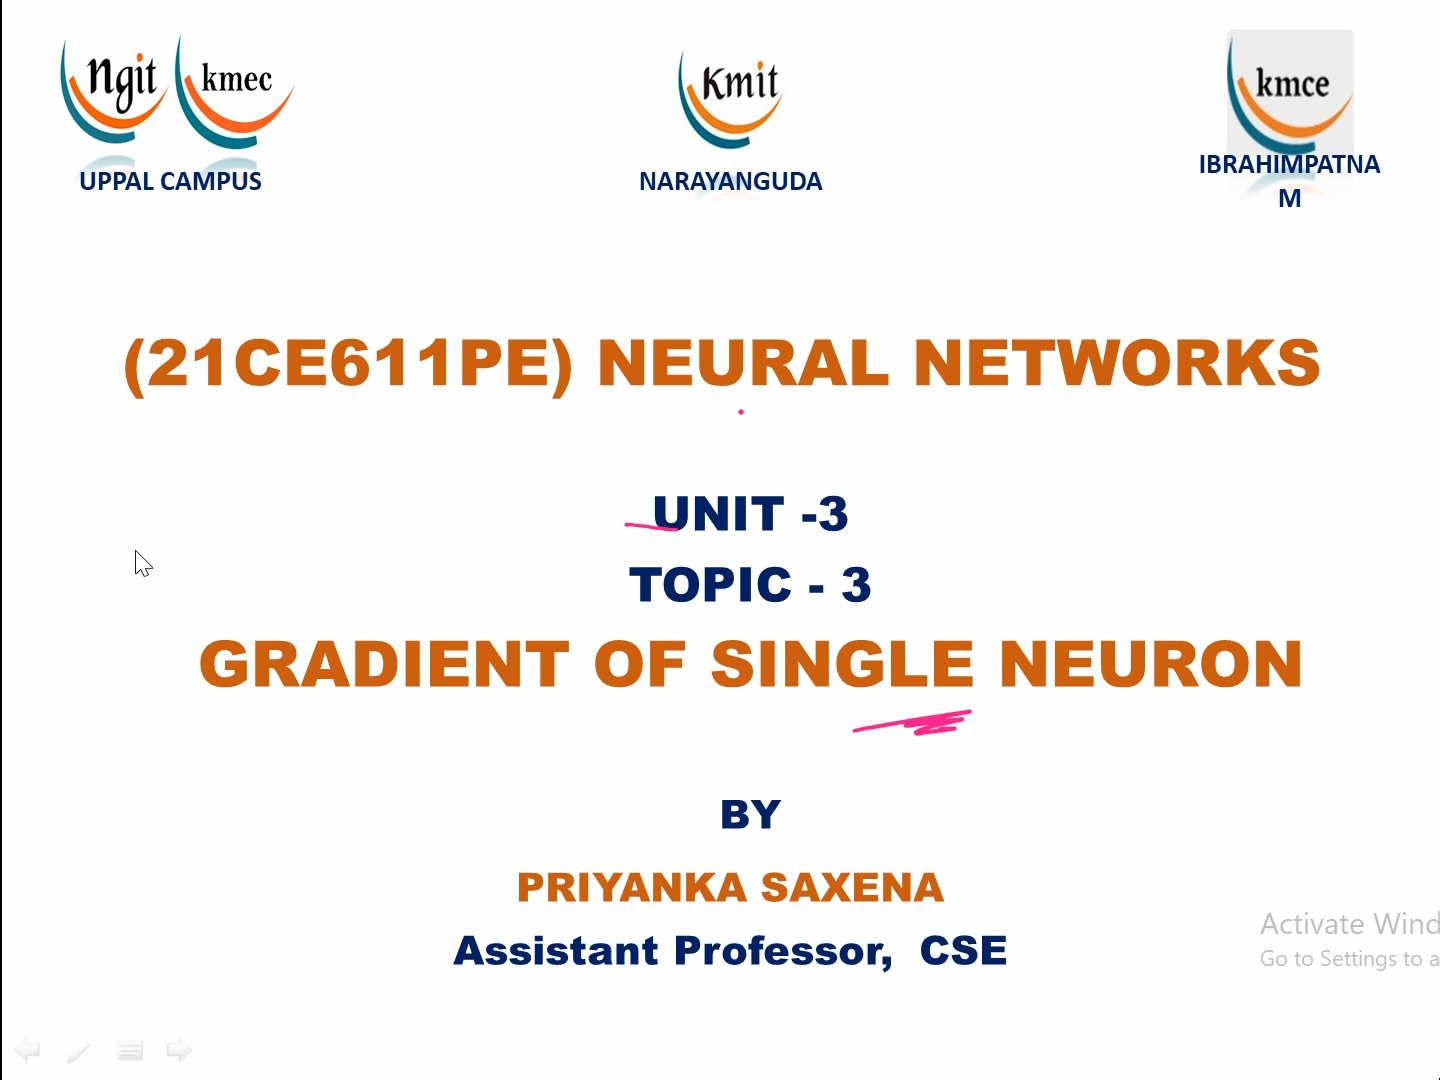 Ngit kmec
Kmit
kmce
UPPAL CAMPUS
NARAYANGUDA
IBRAHIMPATNA
M
(21CE611PE) NEURAL NETWORKS
UNIT -3
TOPIC - 3
GRADIENT OF SINGLE NEURON
BY
PRIYANKA SAXENA
Assistant Professor, CSE
Activate Wind
Go to Settings to a